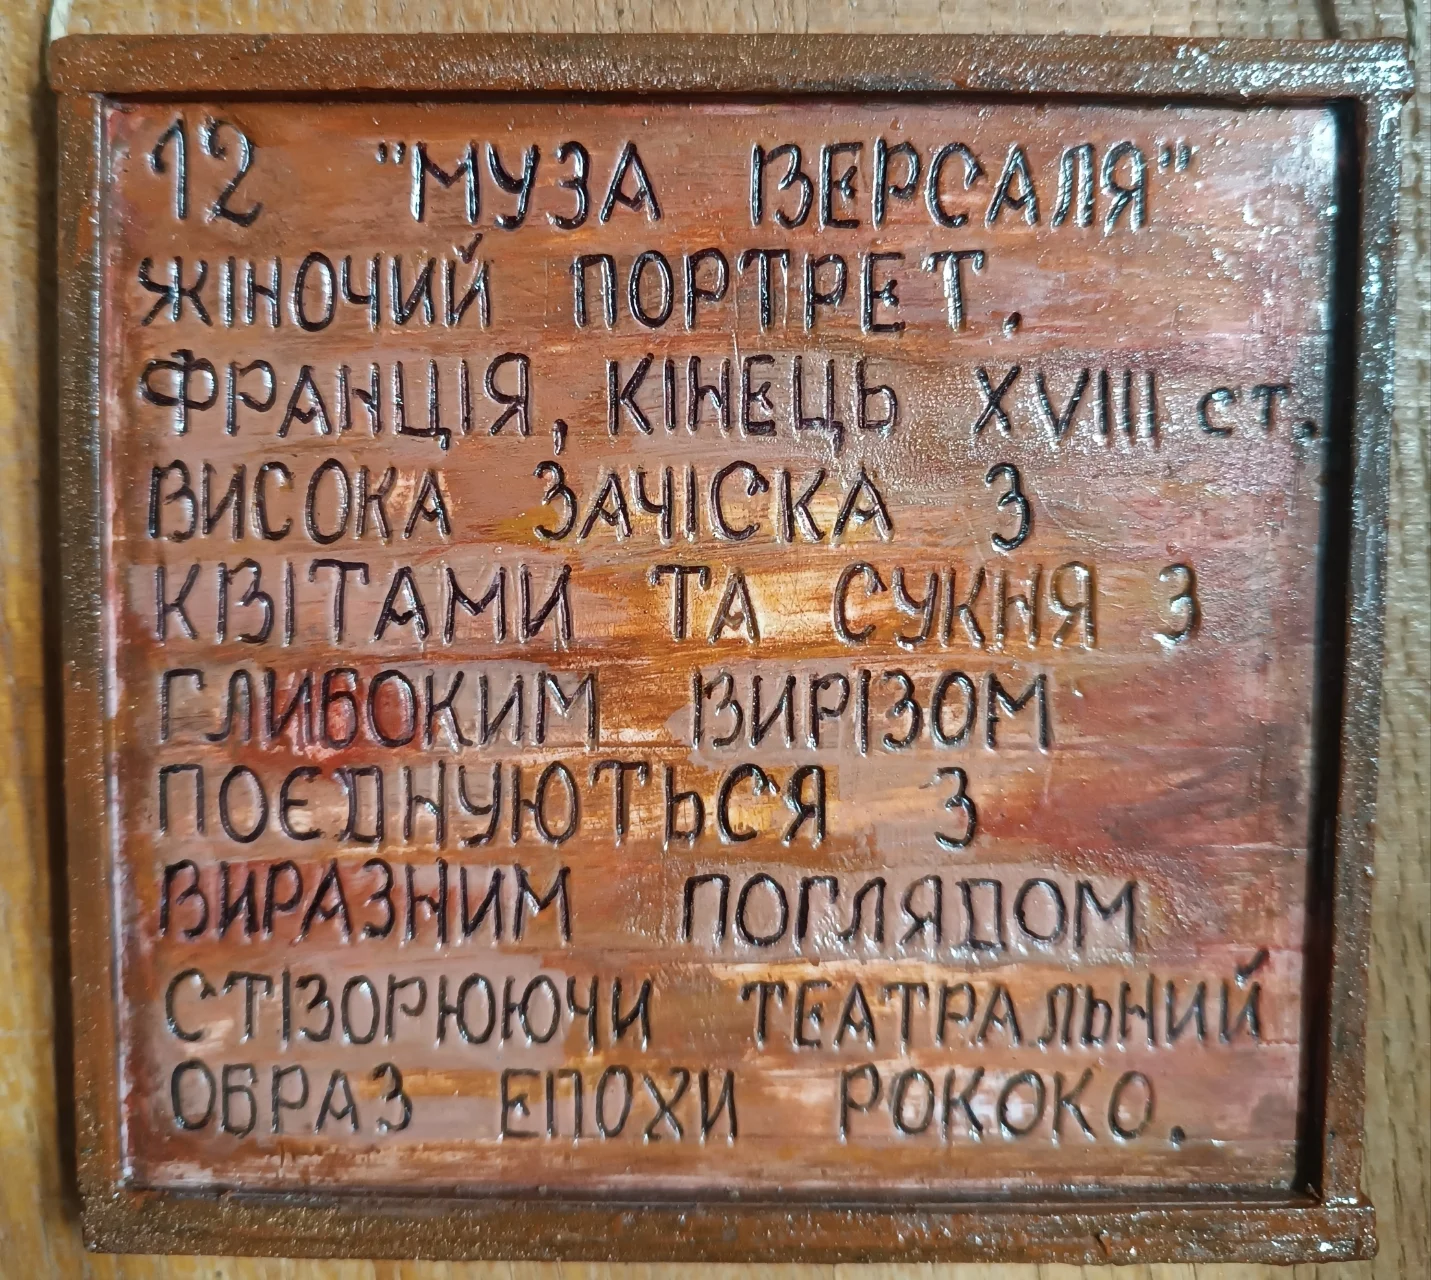 12 "МУЗА ВЕРСАЛЯ"
ЖІНОЧИЙ ПОРТРЕТ.
ФРАНЦІЯ, КІНЕЦЬ XVIII ст.
ВИСОКА ЗАЧІСКА З
КВІТАМИ ТА СУКНЯ З
ГЛИБОКИМ ВИРІЗОМ
ПОЄДНУЮТЬСЯ З
ВИРАЗНИМ ПОГЛЯДОМ
СТІЗОРЮЮЧИ ТЕАТРАЛЬНИЙ
ОБРАЗ ЕПОХИ РОКОКО.